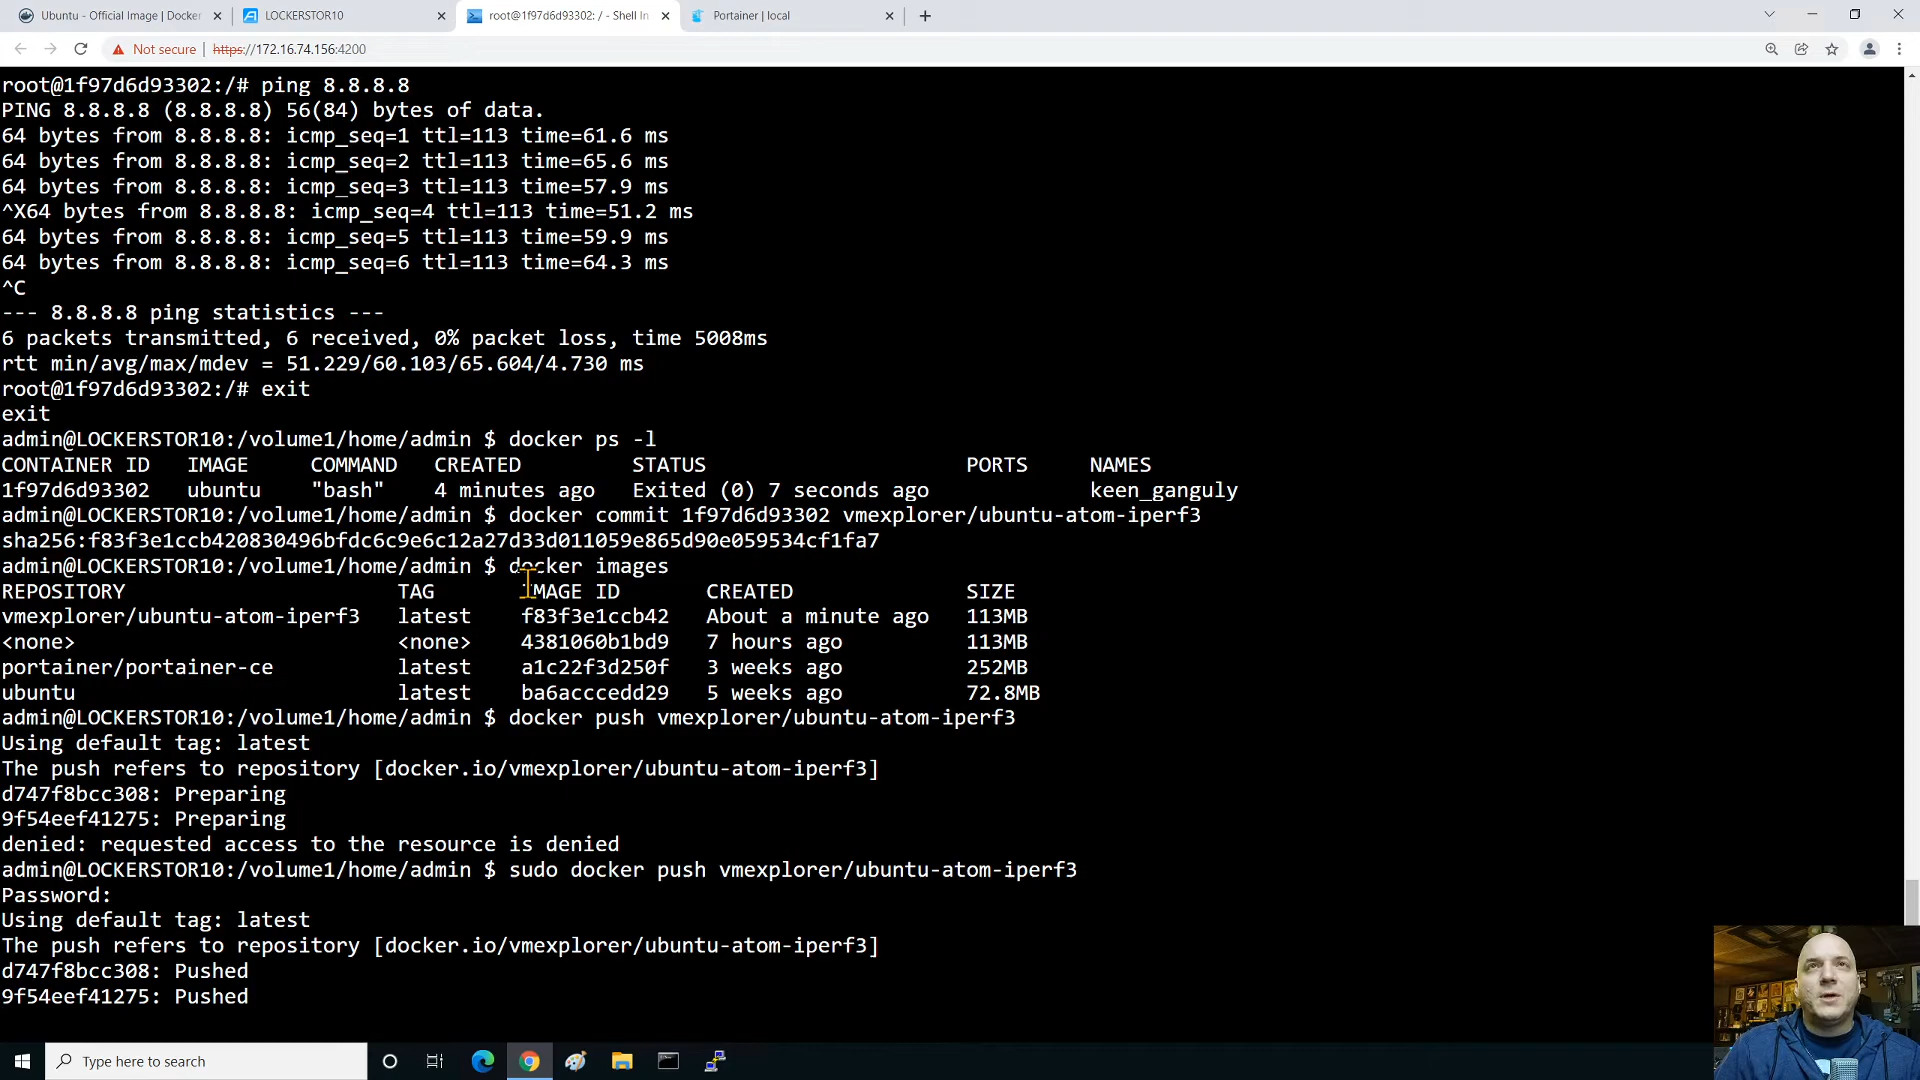 Ubuntu - Official Image | Docker
LOCKERSTOR10
root@1f97d6d93302: / - Shell In
Portainer | local
Not secure | https://172.16.74.156:4200
root@1f97d6d93302:/# ping 8.8.8.8
PING 8.8.8.8 (8.8.8.8) 56(84) bytes of data.
64 bytes from 8.8.8.8: icmp_seq=1 ttl=113 time=61.6 ms
64 bytes from 8.8.8.8: icmp_seq=2 ttl=113 time=65.6 ms
64 bytes from 8.8.8.8: icmp_seq=3 ttl=113 time=57.9 ms
^X64 bytes from 8.8.8.8: icmp_seq=4 ttl=113 time=51.2 ms
64 bytes from 8.8.8.8: icmp_seq=5 ttl=113 time=59.9 ms
64 bytes from 8.8.8.8: icmp_seq=6 ttl=113 time=64.3 ms
^C
--- 8.8.8.8 ping statistics ---
6 packets transmitted, 6 received, 0% packet loss, time 5008ms
rtt min/avg/max/mdev = 51.229/60.103/65.604/4.730 ms
root@1f97d6d93302:/# exit
exit
admin@LOCKERSTOR10:/volume1/home/admin $ docker ps -l
CONTAINER ID   IMAGE     COMMAND   CREATED         STATUS                     PORTS     NAMES
1f97d6d93302   ubuntu    "bash"    4 minutes ago   Exited (0) 7 seconds ago             keen_ganguly
admin@LOCKERSTOR10:/volume1/home/admin $ docker commit 1f97d6d93302 vmexplorer/ubuntu-atom-iperf3
sha256:f83f3e1ccb420830496bfdc6c9e6c12a27d33d011059e865d90e059534cf1fa7
admin@LOCKERSTOR10:/volume1/home/admin $ docker images
REPOSITORY                      TAG       IMAGE ID       CREATED              SIZE
vmexplorer/ubuntu-atom-iperf3   latest    f83f3e1ccb42   About a minute ago   113MB
<none>                          <none>    4381060b1bd9   7 hours ago          113MB
portainer/portainer-ce          latest    a1c22f3d250f   3 weeks ago          252MB
ubuntu                          latest    ba6acccedd29   5 weeks ago          72.8MB
admin@LOCKERSTOR10:/volume1/home/admin $ docker push vmexplorer/ubuntu-atom-iperf3
Using default tag: latest
The push refers to repository [docker.io/vmexplorer/ubuntu-atom-iperf3]
d747f8bcc308: Preparing
9f54eef41275: Preparing
denied: requested access to the resource is denied
admin@LOCKERSTOR10:/volume1/home/admin $ sudo docker push vmexplorer/ubuntu-atom-iperf3
Password:
Using default tag: latest
The push refers to repository [docker.io/vmexplorer/ubuntu-atom-iperf3]
d747f8bcc308: Pushed
9f54eef41275: Pushed
Type here to search